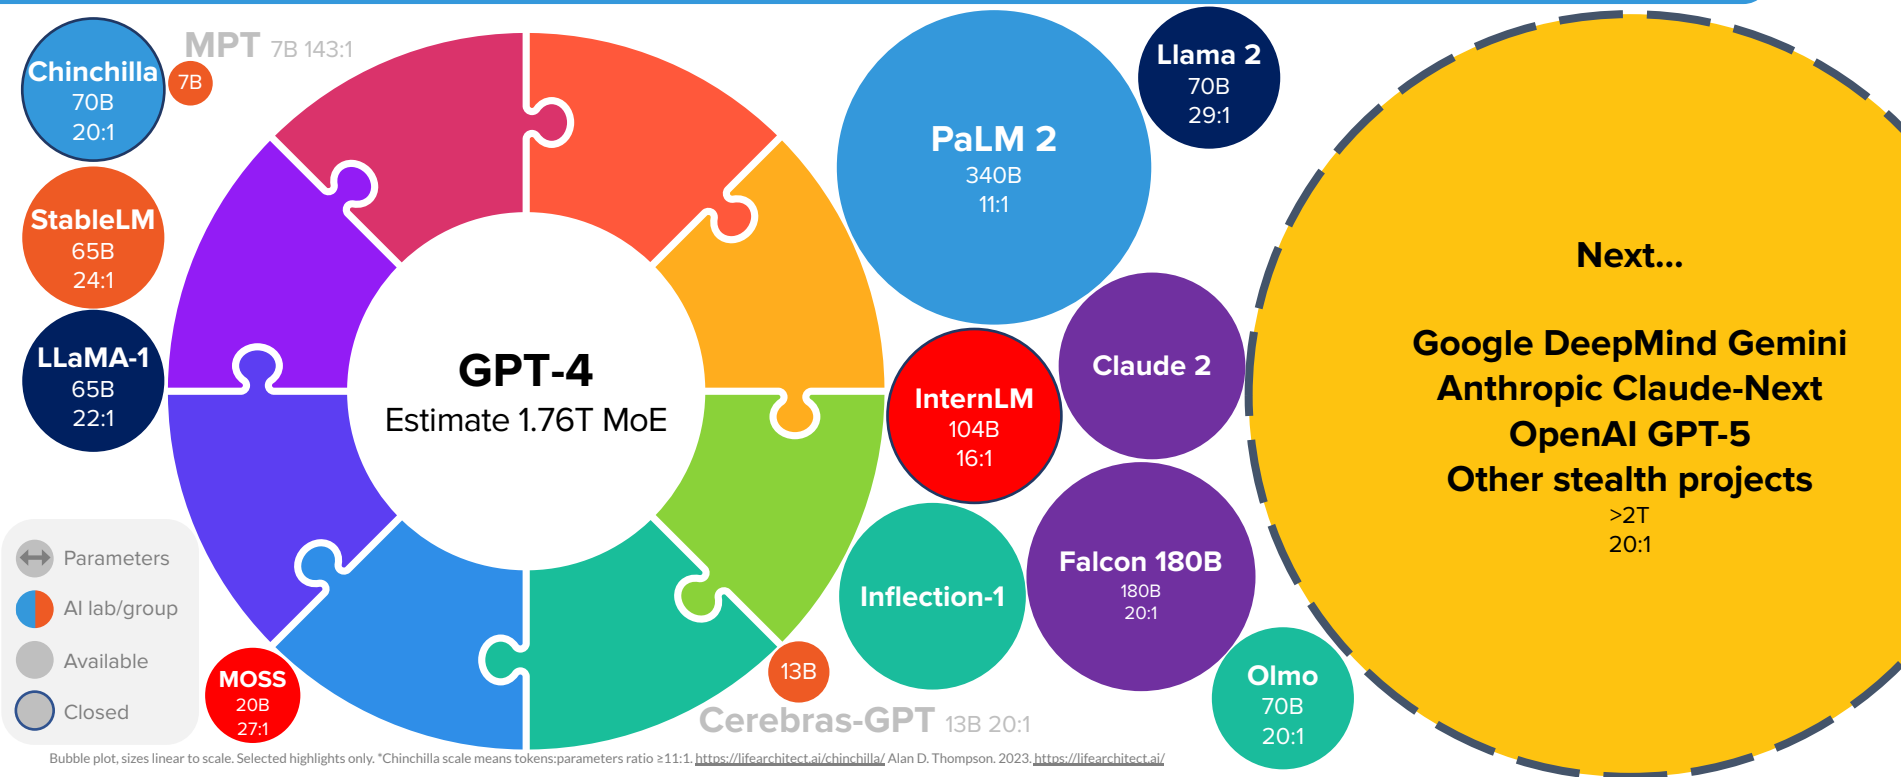 Chinchilla
70B
20:1
MPT 7B 143:1
7B
StableLM
65B
24:1
LLaMA-1
65B
22:1
GPT-4
Estimate 1.76T MoE
PaLM 2
340B
11:1
Llama 2
70B
29:1
Claude 2
InternLM
104B
16:1
Inflection-1
Falcon 180B
180B
20:1
Olmo
70B
20:1
Next...
Google DeepMind Gemini
Anthropic Claude-Next
OpenAI GPT-5
Other stealth projects
>2T
20:1
Parameters
AI lab/group
Available
Closed
MOSS
20B
27:1
13B
Cerebras-GPT 13B 20:1
Bubble plot, sizes linear to scale. Selected highlights only. *Chinchilla scale means tokens:parameters ratio ≥11:1. https://lifearchitect.ai/chinchilla/ Alan D. Thompson. 2023. https://lifearchitect.ai/